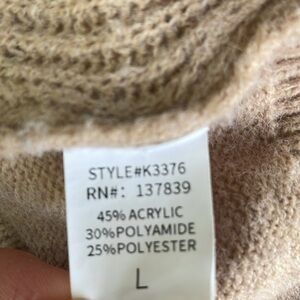 STYLE#K3376
RN#: 137839
45% ACRYLIC
30%POLYAMIDE
25%POLYESTER
L